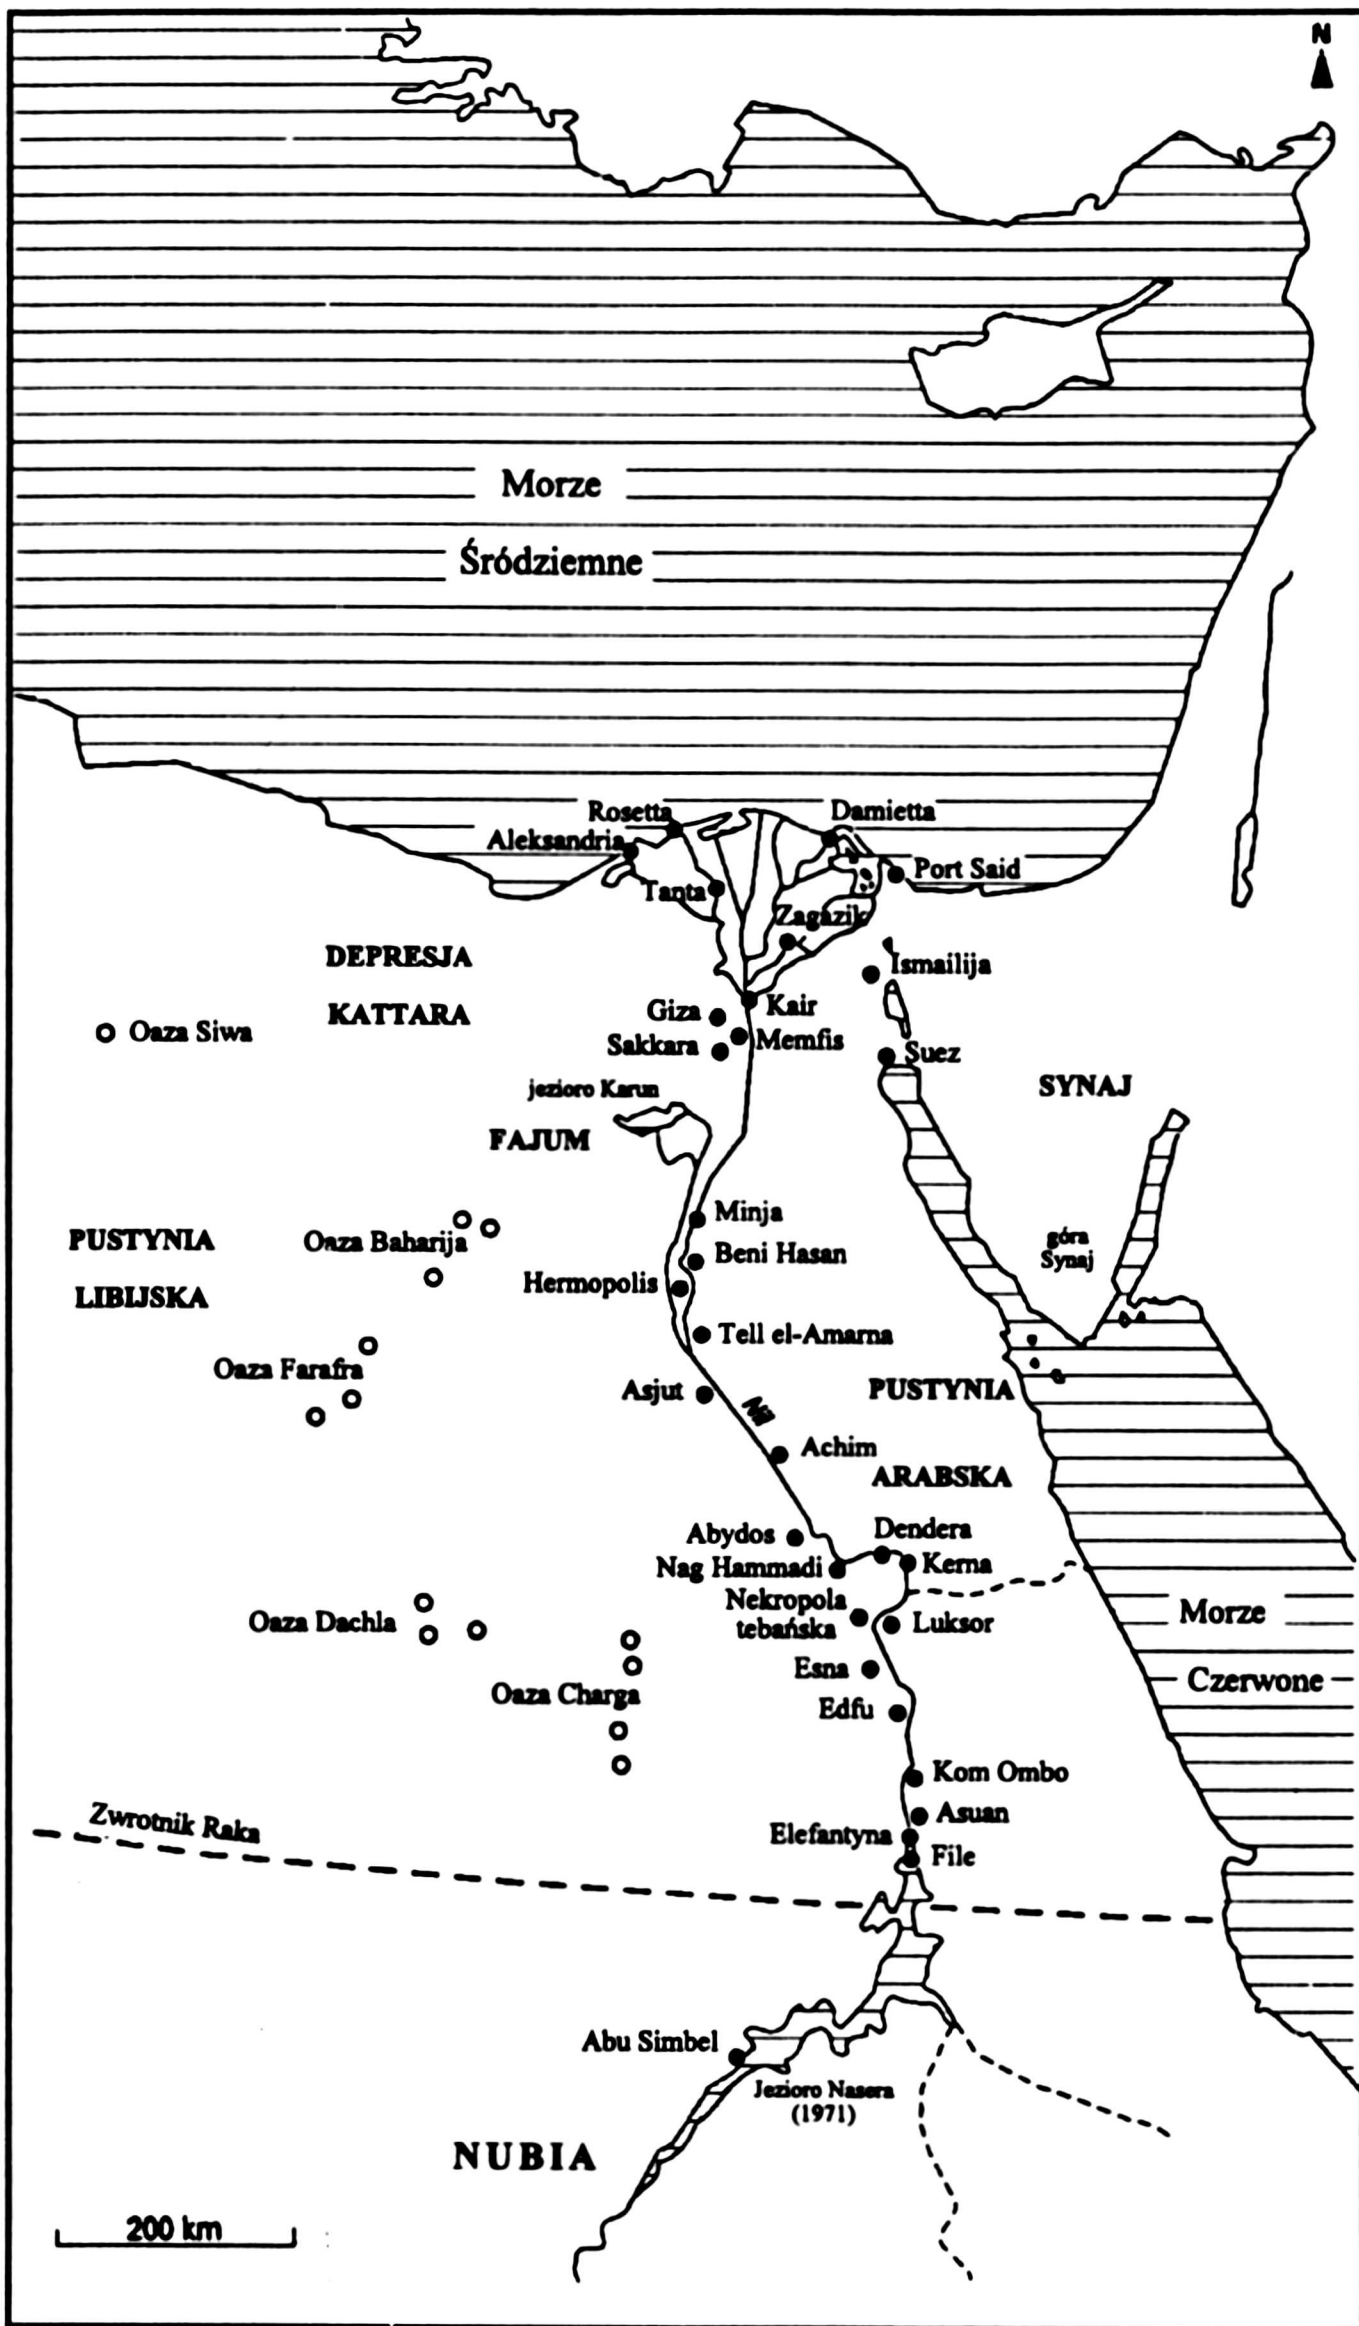 N
Morze
Śródziemne
Rosetta
Damietta
Aleksandria
Port Said
Tanta
Zagazik
DEPRESJA
KATTARA
Ismailija
Giza
Kair
Oaza Siwa
Sakkara
Memfis
Suez
jezioro Karun
SYNAJ
FAJUM
Minja
PUSTYNIA
LIBIJSKA
Oaza Baharija
góra
Synaj
Beni Hasan
Hermopolis
Tell el-Amarna
Oaza Farafra
Asjut
Nil
PUSTYNIA
ARABSKA
Achim
Abydos
Dendera
Nag Hammadi
Kema
Nekropola
tebańska
Luksor
Oaza Dachla
Morze
Czerwone
Esna
Oaza Charga
Edfu
Kom Ombo
Asuan
Zwrotnik Raka
Elefantyna
File
Abu Simbel
Jezioro Nasera
(1971)
NUBIA
200 km